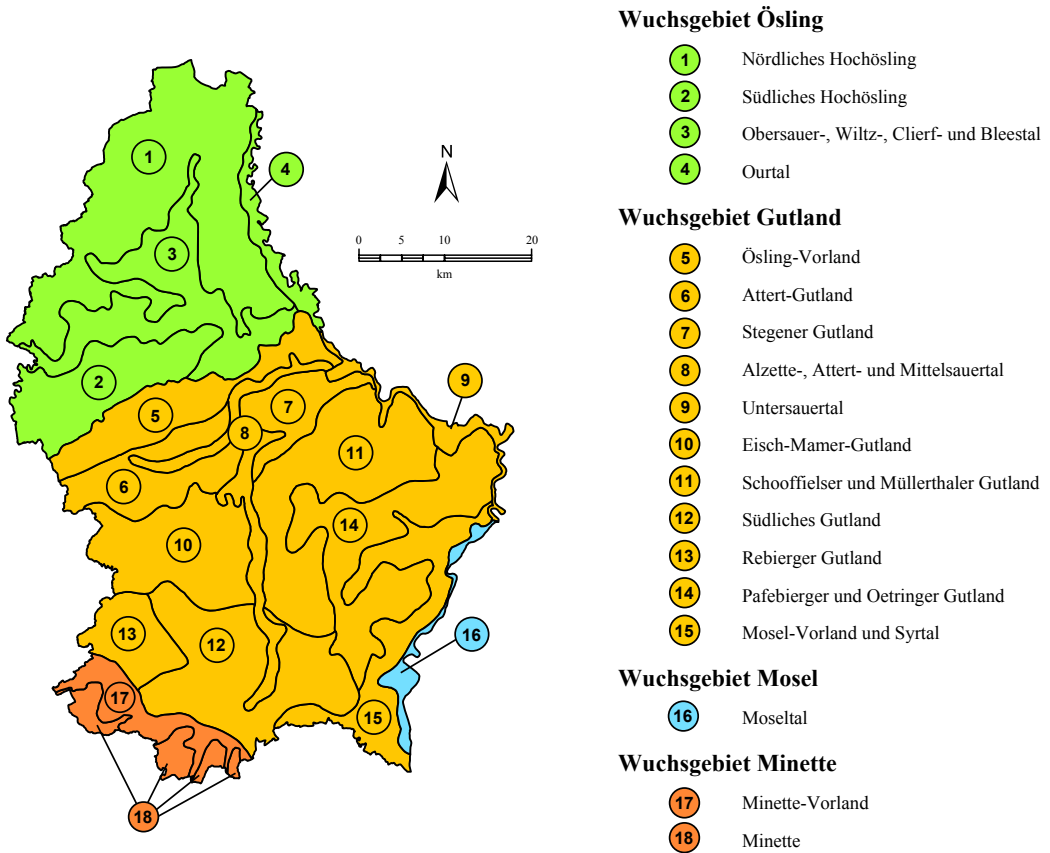 1
4
3
2
5
7
8
9
11
6
14
10
13
12
16
17
15
18
N
0 5 10 20
km
Wuchsgebiet Ösling
1 Nördliches Hochösling
2 Südliches Hochösling
3 Obersauer-, Wiltz-, Clierf- und Bleestal
4 Ourtal
Wuchsgebiet Gutland
5 Ösling-Vorland
6 Attert-Gutland
7 Stegener Gutland
8 Alzette-, Attert- und Mittelsauertal
9 Untersauertal
10 Eisch-Mamer-Gutland
11 Schooffielser und Müllerthaler Gutland
12 Südliches Gutland
13 Rebierger Gutland
14 Pafebierger und Oetringer Gutland
15 Mosel-Vorland und Syrtal
Wuchsgebiet Mosel
16 Moseltal
Wuchsgebiet Minette
17 Minette-Vorland
18 Minette